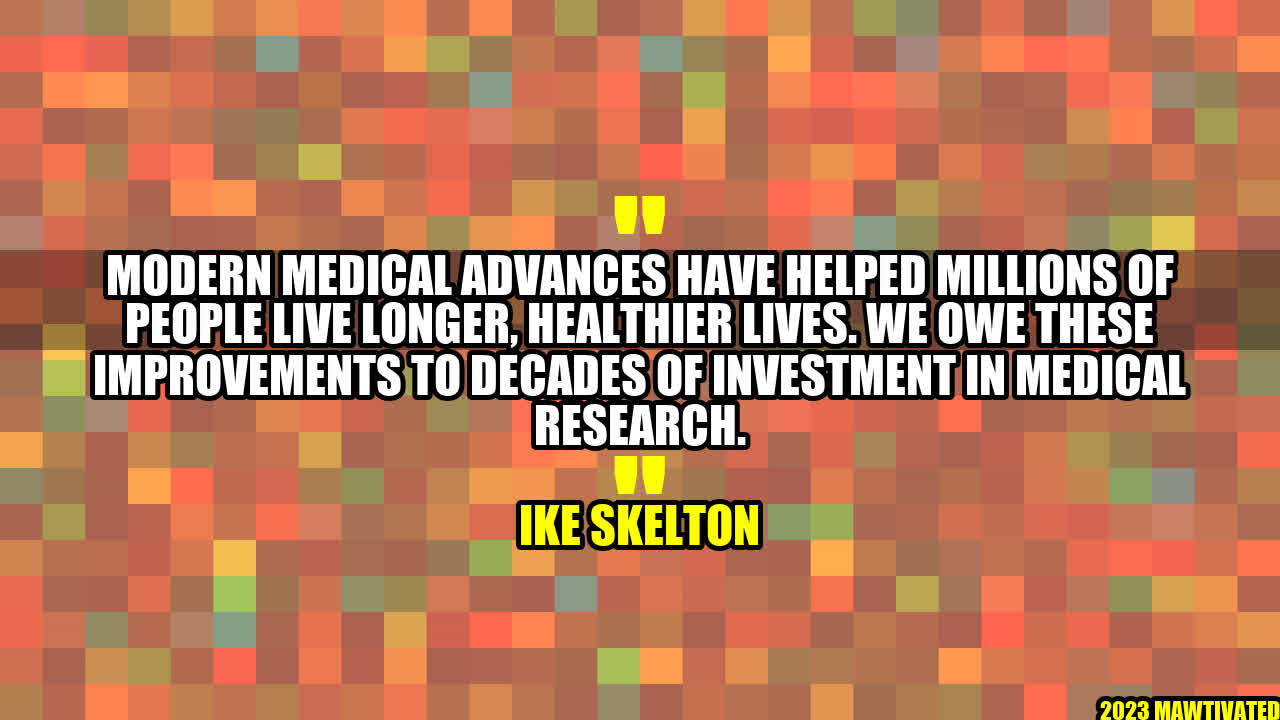 "
MODERN MEDICAL ADVANCES HAVE HELPED MILLIONS OF
PEOPLE LIVE LONGER, HEALTHIER LIVES. WE OWE THESE
IMPROVEMENTS TO DECADES OF INVESTMENT IN MEDICAL
RESEARCH.
"
IKE SKELTON
2023 MAWTIVATED